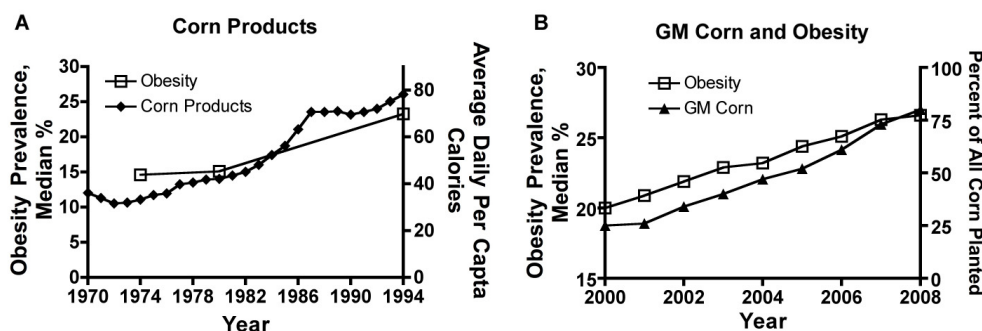 A
Corn Products
Obesity Prevalence,
Median %
30
25
20
15
10
5
0
Obesity
Corn Products
80
60
40
20
0
Average Daily Per Capta
Calories
1970 1974 1978 1982 1986 1990 1994
Year
B
GM Corn and Obesity
Obesity Prevalence,
Median %
30
25
20
15
Obesity
GM Corn
100
75
50
25
0
Percent of All Corn Planted
2000 2002 2004 2006 2008
Year